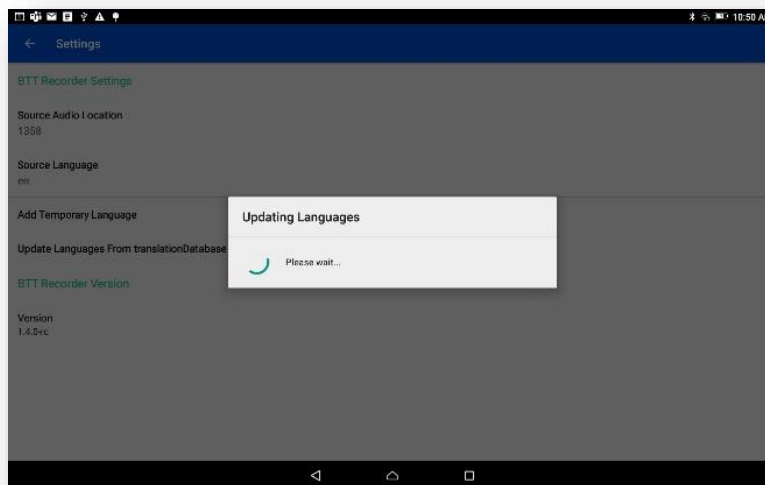 10:50 A
Settings
BTT Recorder Settings
Source Audio Location
1358
Source Language
en
Add Temporary Language
Updating Languages
Update Languages From translationDatabase
Please wait...
BTT Recorder Version
Version
1.4.0-rc